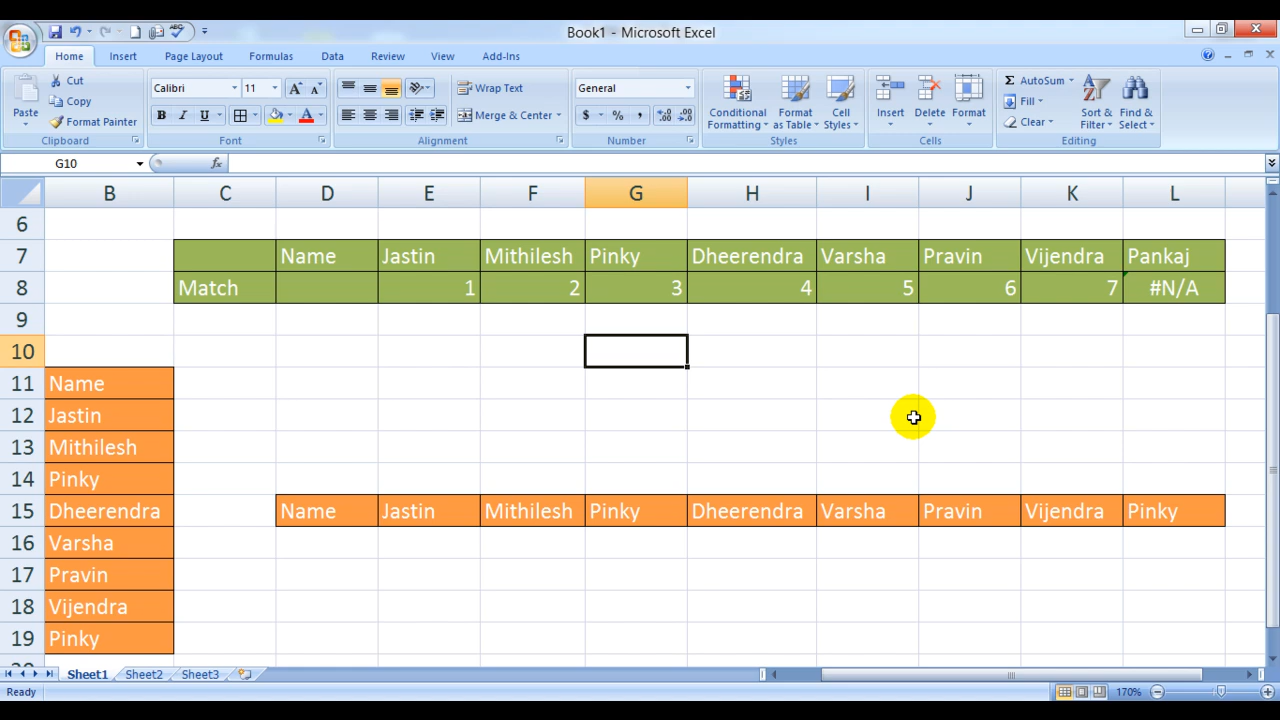 Book1 - Microsoft Excel
Home Insert Page Layout Formulas Data Review View Add-Ins
Paste Cut Calibri 11 Wrap Text General Conditional Formatting Format as Table Cell Styles Insert Delete Format AutoSum Sort & Filter Find & Select
Copy Merge & Center Fill
Format Painter Clear
Clipboard Font Alignment Number Styles Cells Editing
G10 fx
B C D E F G H I J K L
6
7 Name Jastin Mithilesh Pinky Dheerendra Varsha Pravin Vijendra Pankaj
8 Match 1 2 3 4 5 6 7 #N/A
9
10
11 Name
12 Jastin
13 Mithilesh
14 Pinky
15 Dheerendra Name Jastin Mithilesh Pinky Dheerendra Varsha Pravin Vijendra Pinky
16 Varsha
17 Pravin
18 Vijendra
19 Pinky
Sheet1 Sheet2 Sheet3
Ready 170%